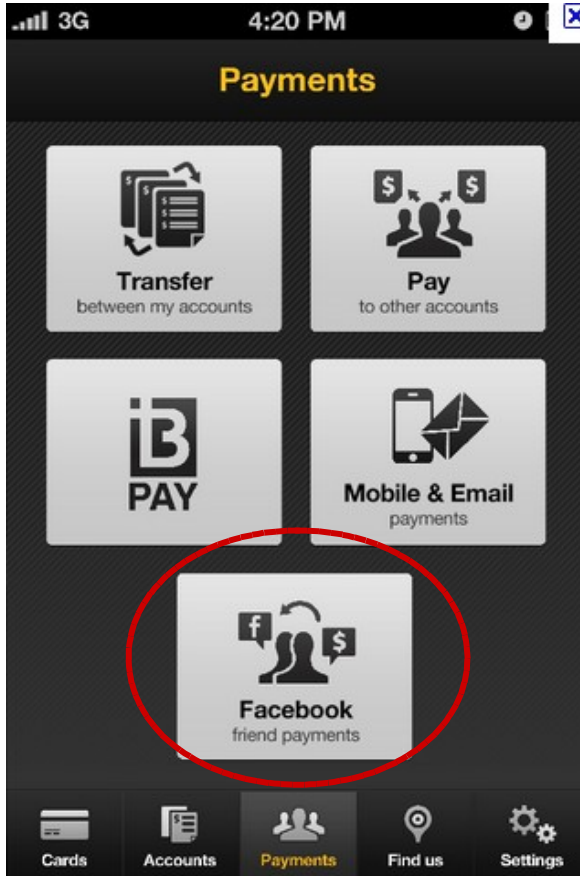 3G 4:20 PM
Payments
$ $ $
$ $
Transfer
between my accounts
Pay
to other accounts
B
PAY
Mobile & Email
payments
f $
Facebook
friend payments
$
Cards Accounts Payments Find us Settings